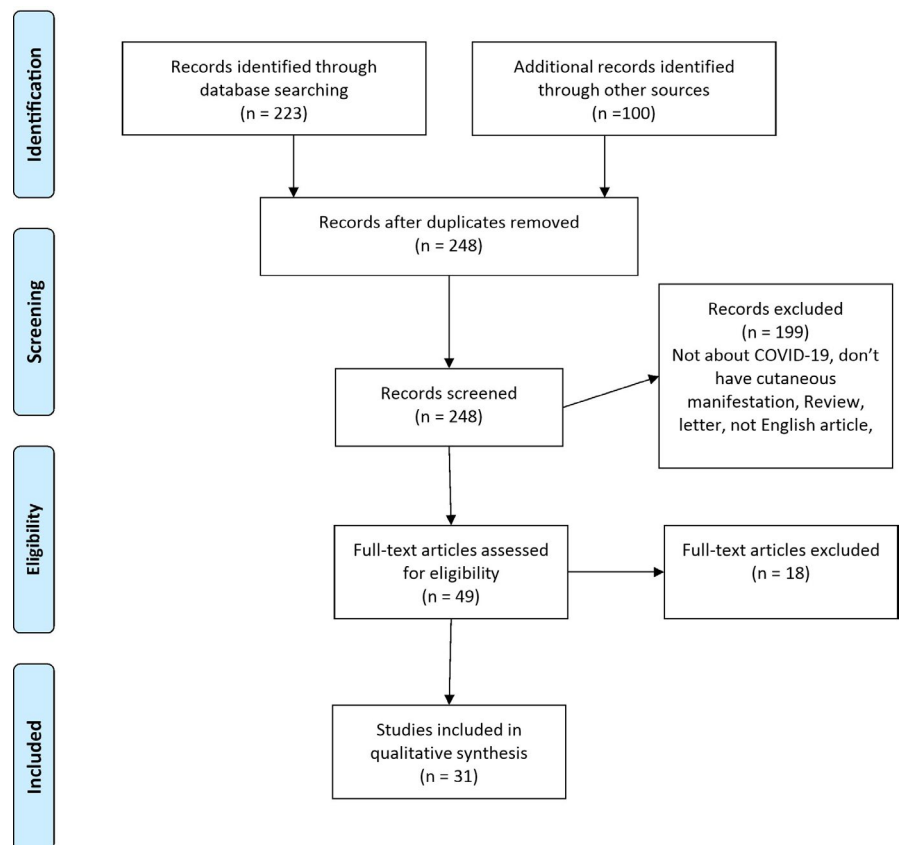 Identification
Records identified through
database searching
(n = 223)
Additional records identified
through other sources
(n =100)
Records after duplicates removed
(n = 248)
Screening
Records excluded
(n = 199)
Not about COVID-19, don’t
have cutaneous
manifestation, Review,
letter, not English article,
Records screened
(n = 248)
Eligibility
Full-text articles assessed
for eligibility
(n = 49)
Full-text articles excluded
(n = 18)
Included
Studies included in
qualitative synthesis
(n = 31)